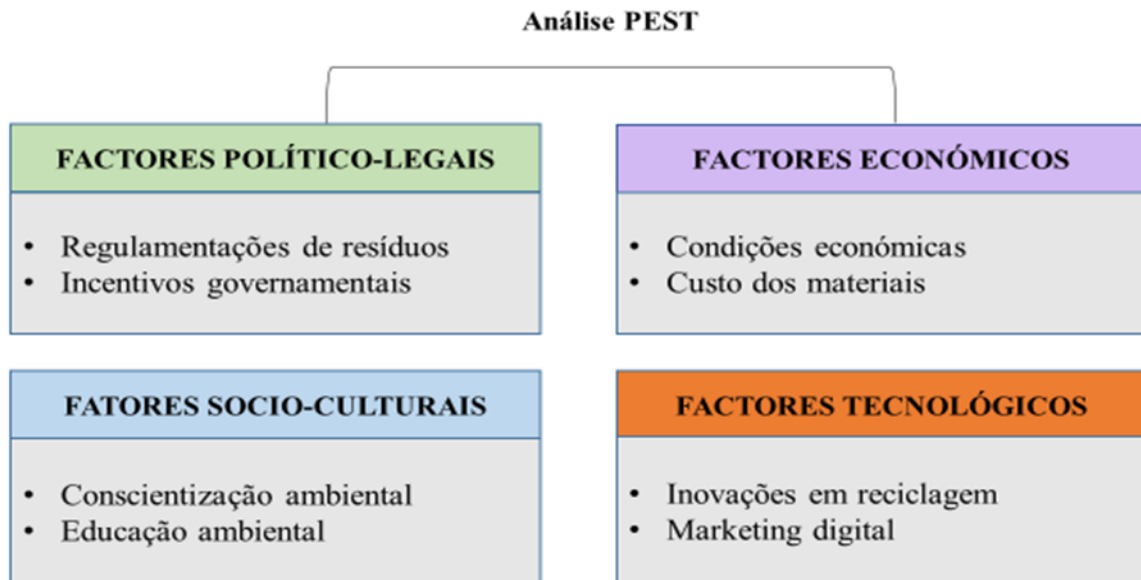 Análise PEST
FACTORES POLÍTICO-LEGAIS
• Regulamentações de resíduos
• Incentivos governamentais
FACTORES ECONÓMICOS
• Condições económicas
• Custo dos materiais
FATORES SOCIO-CULTURAIS
• Conscientização ambiental
• Educação ambiental
FACTORES TECNOLÓGICOS
• Inovações em reciclagem
• Marketing digital